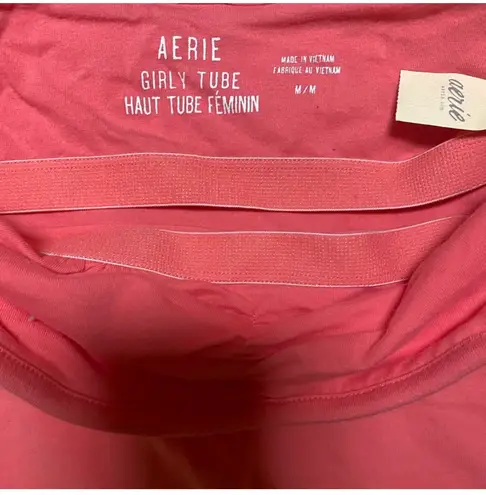 AERIE
GIRLY TUBE
HAUT TUBE FÉMININ
MADE IN VIETNAM
FABRIQUÉ AU VIETNAM
M / M
aerie